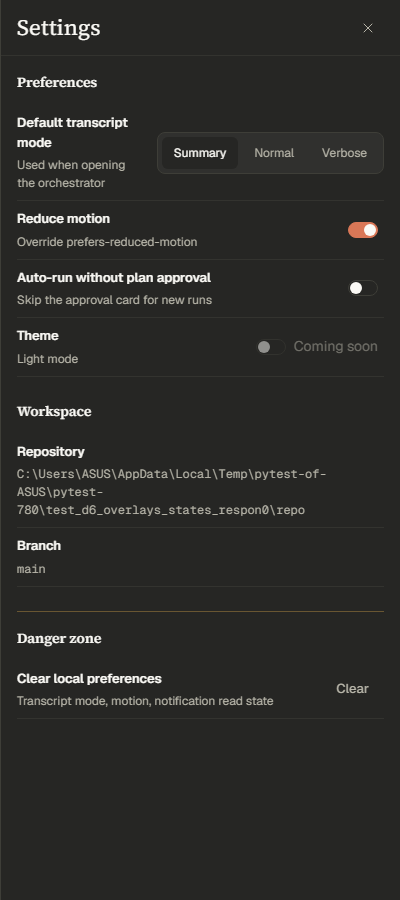 Settings
Preferences
Default transcript
mode
Used when opening
the orchestrator
Summary Normal Verbose
Reduce motion
Override prefers-reduced-motion
Auto-run without plan approval
Skip the approval card for new runs
Theme
Light mode
Coming soon
Workspace
Repository
C:\Users\ASUS\AppData\Local\Temp\pytest-of-
ASUS\pytest-
780\test_d6_overlays_states_respon0\repo
Branch
main
Danger zone
Clear local preferences
Transcript mode, motion, notification read state
Clear